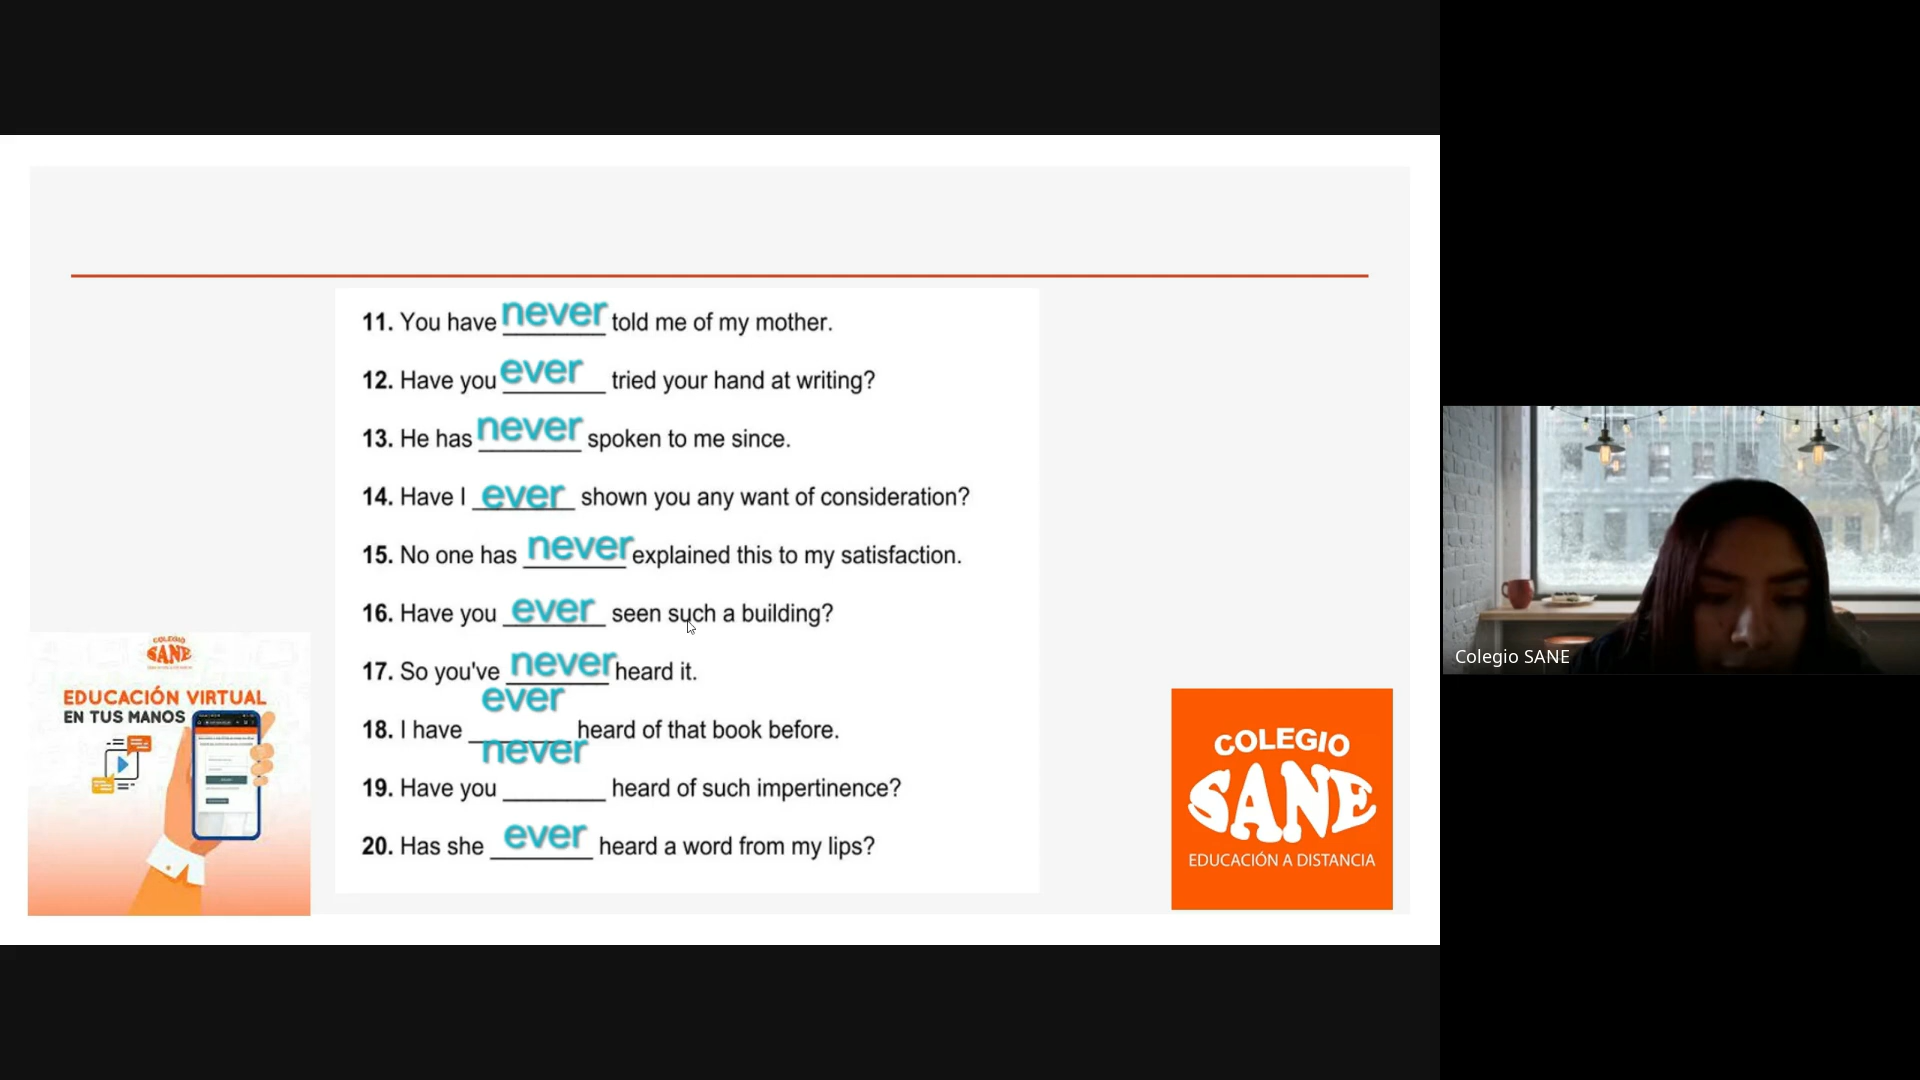 11. You have never told me of my mother.
12. Have you ever tried your hand at writing?
13. He has never spoken to me since.
14. Have I ever shown you any want of consideration?
15. No one has never explained this to my satisfaction.
16. Have you ever seen such a building?
17. So you've never heard it.
ever
18. I have ________ heard of that book before.
never
19. Have you ________ heard of such impertinence?
20. Has she ever heard a word from my lips?
COLEGIO
SANE
EDUCACIÓN VIRTUAL
EN TUS MANOS
COLEGIO
SANE
EDUCACIÓN A DISTANCIA
Colegio SANE